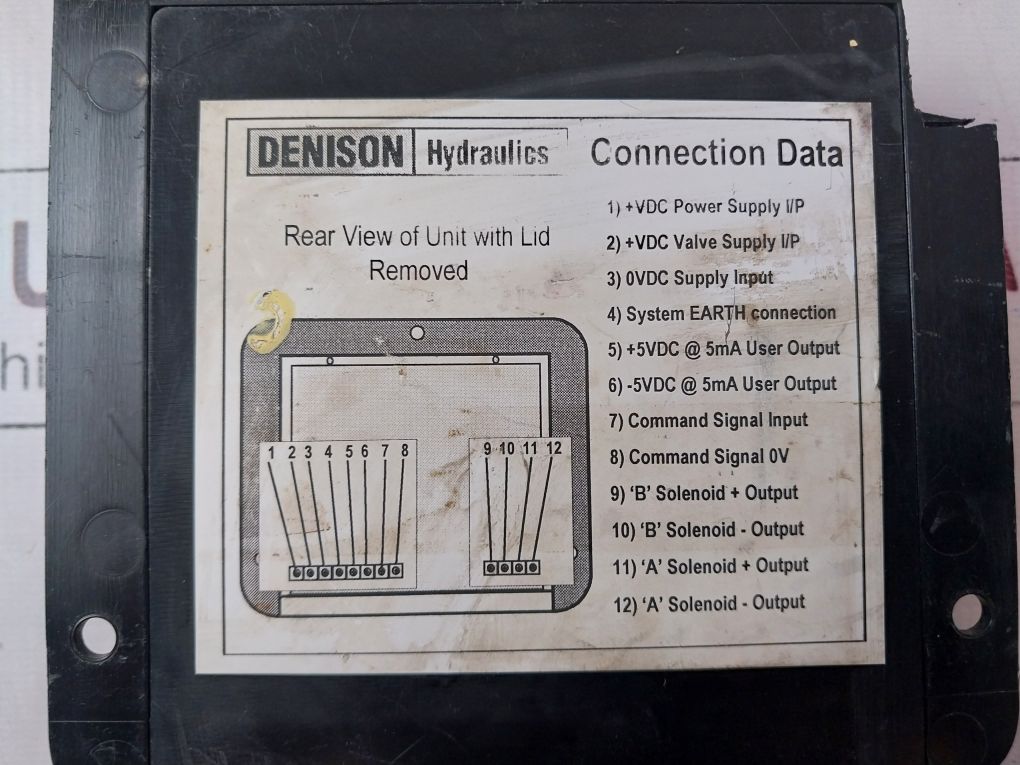 DENISON Hydraulics
Connection Data
Rear View of Unit with Lid
Removed
1 2 3 4 5 6 7 8
9 10 11 12
1) +VDC Power Supply I/P
2) +VDC Valve Supply I/P
3) 0VDC Supply Input
4) System EARTH connection
5) +5VDC @ 5mA User Output
6) -5VDC @ 5mA User Output
7) Command Signal Input
8) Command Signal 0V
9) ‘B’ Solenoid + Output
10) ‘B’ Solenoid - Output
11) ‘A’ Solenoid + Output
12) ‘A’ Solenoid - Output